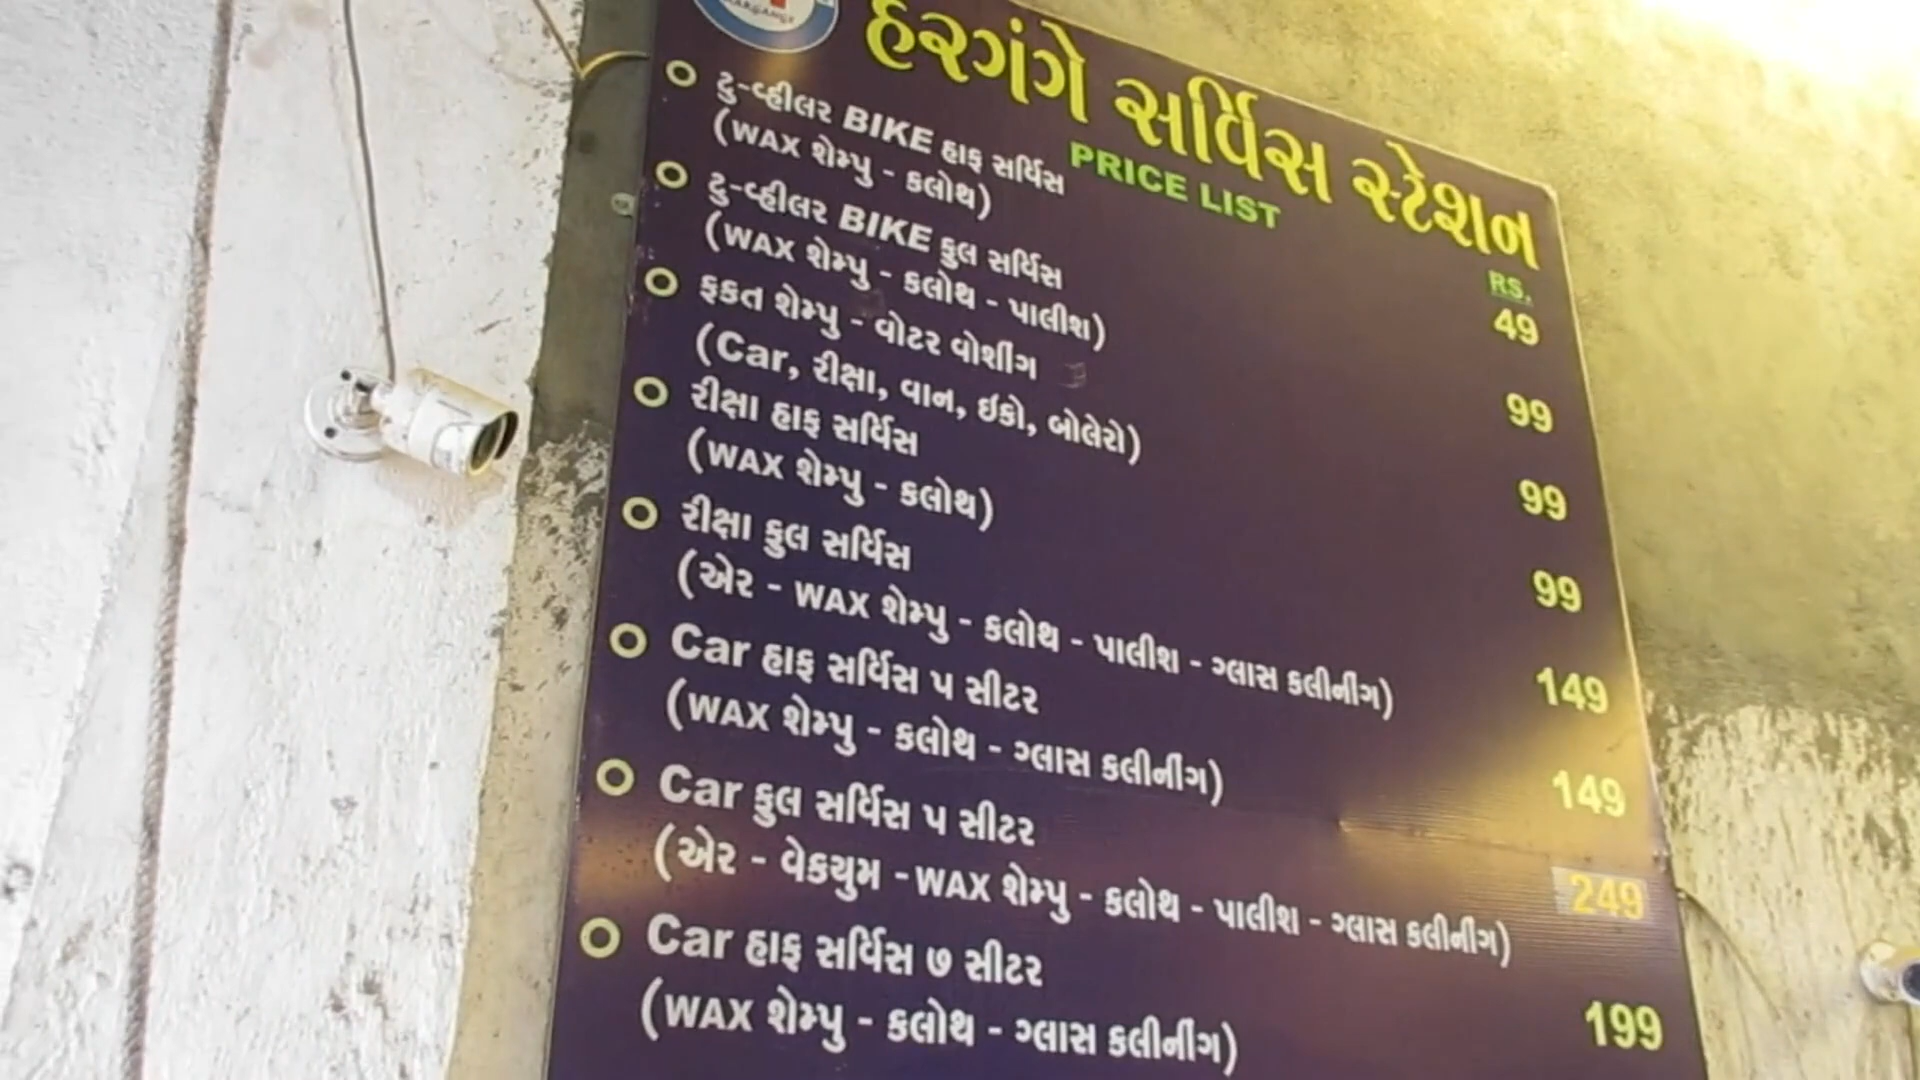 HARGANGE
હરગંગે સર્વિસ સ્ટેશન
PRICE LIST
RS.
ટુ-વ્હીલર BIKE હાફ સર્વિસ
(WAX શેમ્પુ - કલોથ)
49
ટુ-વ્હીલર BIKE ફુલ સર્વિસ
(WAX શેમ્પુ - કલોથ - પાલીશ)
99
ફકત શેમ્પુ - વોટર વોશીંગ
(Car, રીક્ષા, વાન, ઈકો, બોલેરો)
99
રીક્ષા હાફ સર્વિસ
(WAX શેમ્પુ - કલોથ)
99
રીક્ષા ફુલ સર્વિસ
(એર - WAX શેમ્પુ - કલોથ - પાલીશ - ગ્લાસ કલીનીંગ)
149
Car હાફ સર્વિસ ૫ સીટર
(WAX શેમ્પુ - કલોથ - ગ્લાસ કલીનીંગ)
149
Car ફુલ સર્વિસ ૫ સીટર
(એર - વેકયુમ - WAX શેમ્પુ - કલોથ - પાલીશ - ગ્લાસ કલીનીંગ)
249
Car હાફ સર્વિસ ૭ સીટર
(WAX શેમ્પુ - કલોથ - ગ્લાસ કલીનીંગ)
199